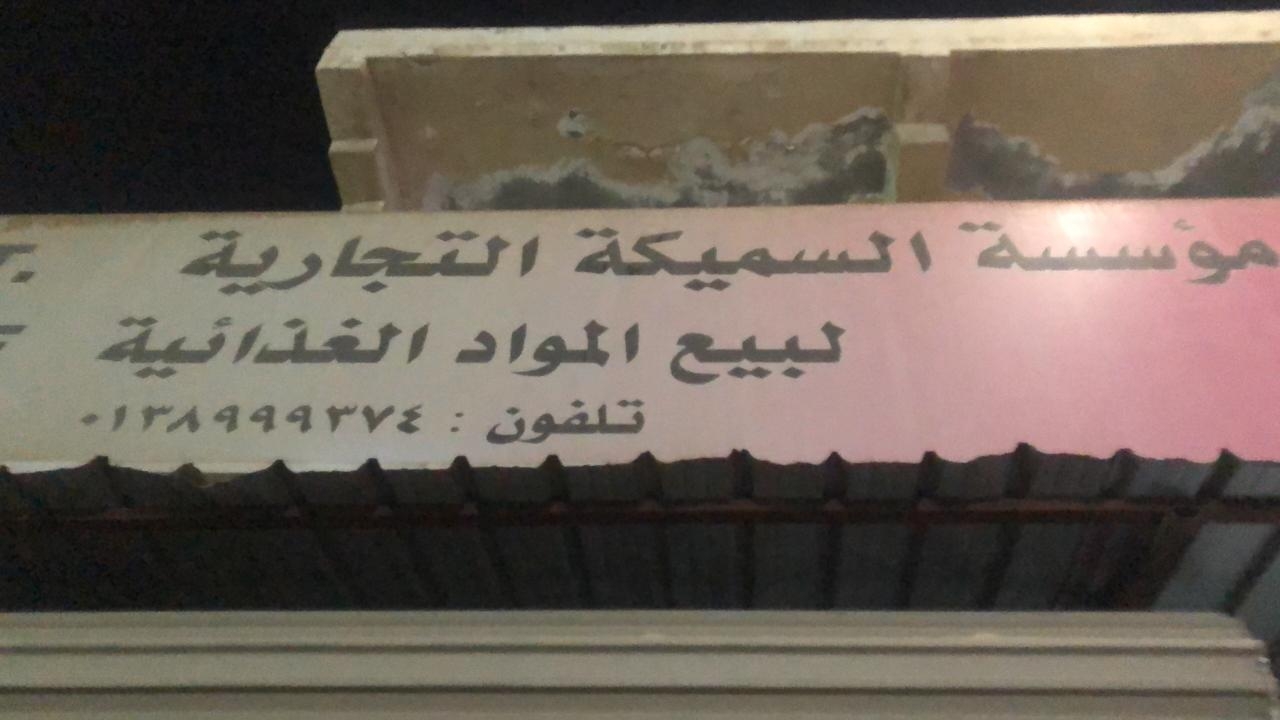 مؤسسة السميكة التجارية
لبيع المواد الغذائية
تلفون : ٠١٣٨٩٩٩٣٧٤